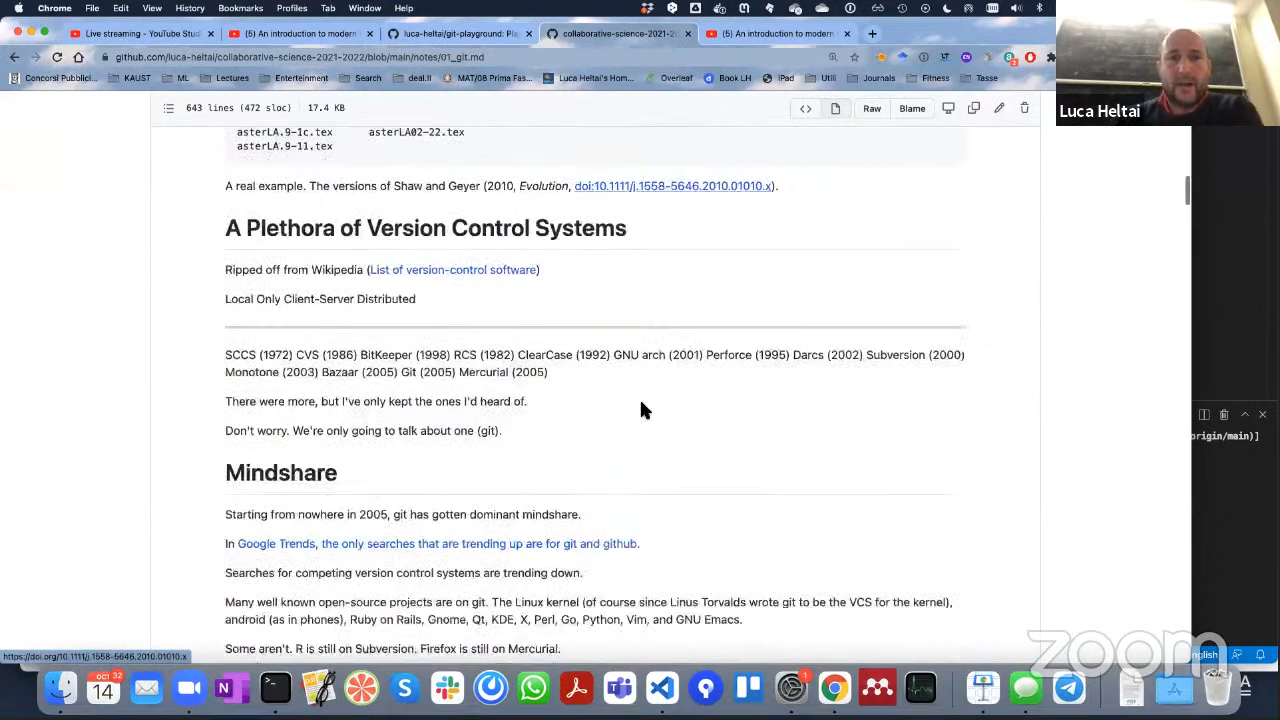 Chrome File Edit View History Bookmarks Profiles Tab Window Help
Live streaming - YouTube Stud
(5) An introduction to modern
luca-heltai/git-playground: Pla
collaborative-science-2021-20
(5) An introduction to modern
github.com/luca-heltai/collaborative-science-2021-2022/blob/main/notes/01_git.md
Concorsi Pubblici... KAUST ML Lectures Entertainment Search deal.II MAT/08 Prima Fas... Luca Heltai's Hom... Overleaf Book LH iPad Util Journals Fitness Tasse
Luca Heltai
643 lines (472 sloc) 17.4 KB
Raw Blame
asterLA.9-1c.tex asterLA02-22.tex
asterLA.9-11.tex
A real example. The versions of Shaw and Geyer (2010, Evolution, doi:10.1111/j.1558-5646.2010.01010.x).
A Plethora of Version Control Systems
Ripped off from Wikipedia (List of version-control software)
Local Only Client-Server Distributed
SCCS (1972) CVS (1986) BitKeeper (1998) RCS (1982) ClearCase (1992) GNU arch (2001) Perforce (1995) Darcs (2002) Subversion (2000)
Monotone (2003) Bazaar (2005) Git (2005) Mercurial (2005)
There were more, but I've only kept the ones I'd heard of.
Don't worry. We're only going to talk about one (git).
origin/main)]
Mindshare
Starting from nowhere in 2005, git has gotten dominant mindshare.
In Google Trends, the only searches that are trending up are for git and github.
Searches for competing version control systems are trending down.
Many well known open-source projects are on git. The Linux kernel (of course since Linus Torvalds wrote git to be the VCS for the kernel),
android (as in phones), Ruby on Rails, Gnome, Qt, KDE, X, Perl, Go, Python, Vim, and GNU Emacs.
Some aren't. R is still on Subversion. Firefox is still on Mercurial.
https://doi.org/10.1111/j.1558-5646.2010.01010.x
nglish
zoom
OCT 32
14
1